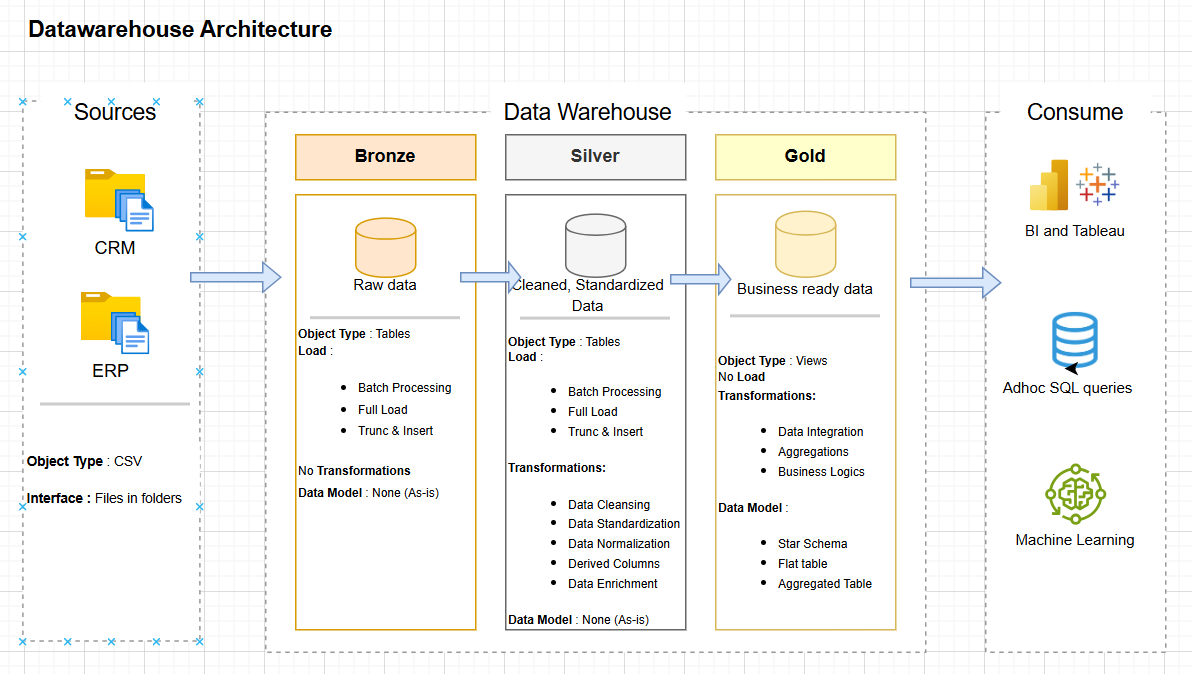 Datawarehouse Architecture
Sources
CRM
ERP
Object Type : CSV
Interface : Files in folders
Data Warehouse
Bronze
Raw data
Object Type : Tables
Load :
Batch Processing
Full Load
Trunc & Insert
No Transformations
Data Model : None (As-is)
Silver
Cleaned, Standardized
Data
Object Type : Tables
Load :
Batch Processing
Full Load
Trunc & Insert
Transformations:
Data Cleansing
Data Standardization
Data Normalization
Derived Columns
Data Enrichment
Data Model : None (As-is)
Gold
Business ready data
Object Type : Views
No Load
Transformations:
Data Integration
Aggregations
Business Logics
Data Model :
Star Schema
Flat table
Aggregated Table
Consume
BI and Tableau
Adhoc SQL queries
Machine Learning